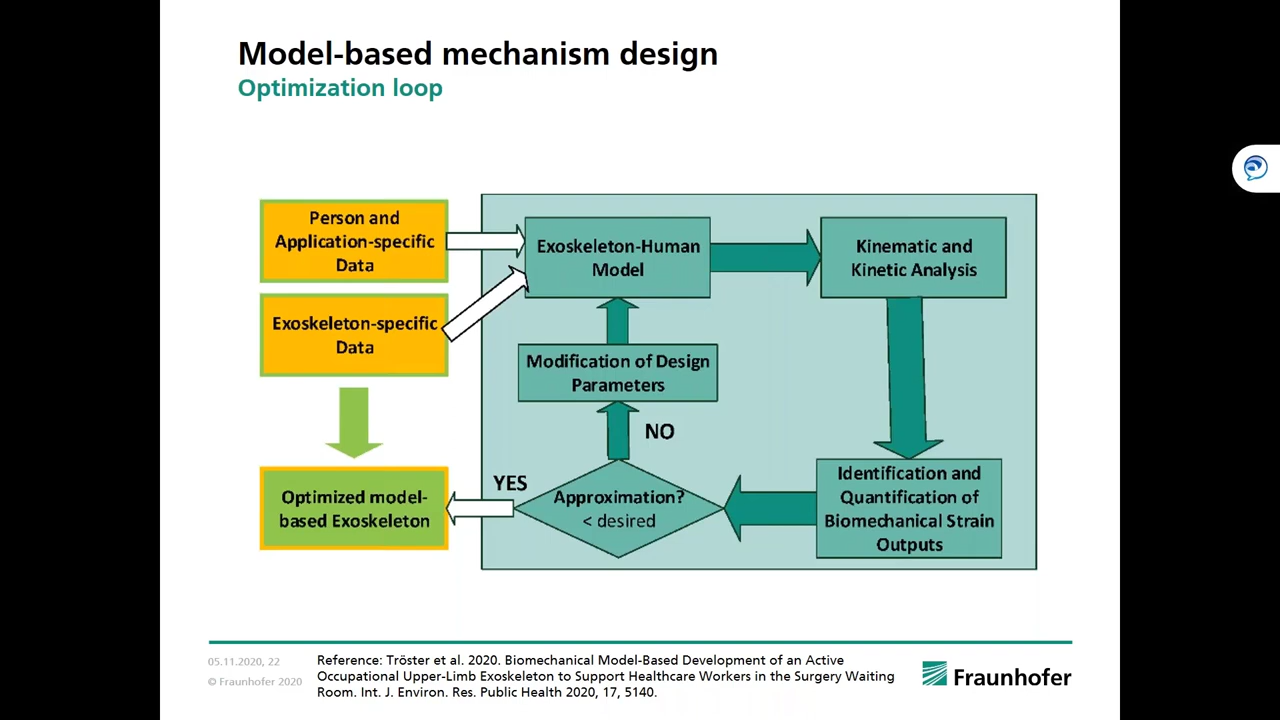 Model-based mechanism design
Optimization loop
Person and
Application-specific
Data
Exoskeleton-specific
Data
Optimized model-
based Exoskeleton
Exoskeleton-Human
Model
Kinematic and
Kinetic Analysis
Modification of Design
Parameters
NO
YES
Approximation?
< desired
Identification and
Quantification of
Biomechanical Strain
Outputs
05.11.2020, 22
© Fraunhofer 2020
Reference: Tröster et al. 2020. Biomechanical Model-Based Development of an Active
Occupational Upper-Limb Exoskeleton to Support Healthcare Workers in the Surgery Waiting
Room. Int. J. Environ. Res. Public Health 2020, 17, 5140.
Fraunhofer